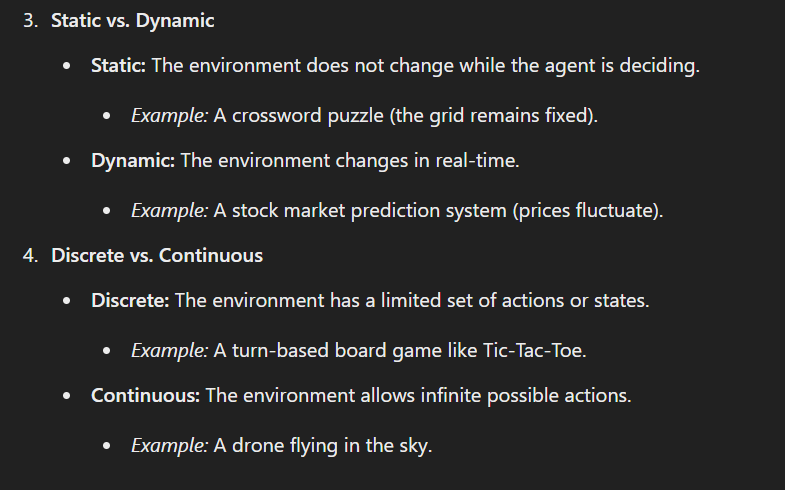 3. Static vs. Dynamic
• Static: The environment does not change while the agent is deciding.
• Example: A crossword puzzle (the grid remains fixed).
• Dynamic: The environment changes in real-time.
• Example: A stock market prediction system (prices fluctuate).
4. Discrete vs. Continuous
• Discrete: The environment has a limited set of actions or states.
• Example: A turn-based board game like Tic-Tac-Toe.
• Continuous: The environment allows infinite possible actions.
• Example: A drone flying in the sky.